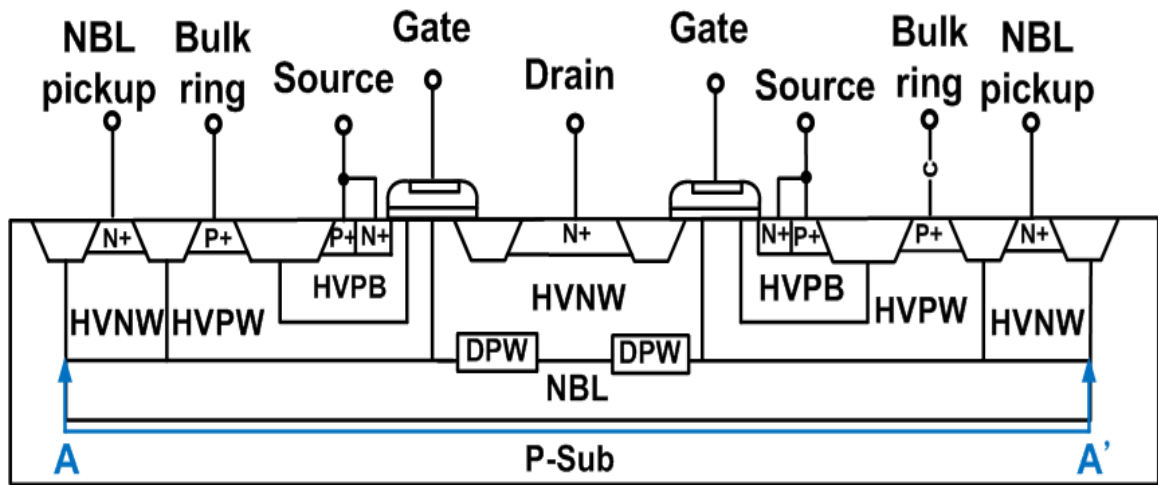 NBL pickup
Bulk ring
Source
Gate
Drain
Gate
Source
Bulk ring
NBL pickup
C
N+
P+
P+
N+
N+
N+
P+
P+
N+
HVPB
HVPB
HVNW
HVPW
HVNW
HVPW
HVNW
DPW
DPW
NBL
A
P-Sub
A'